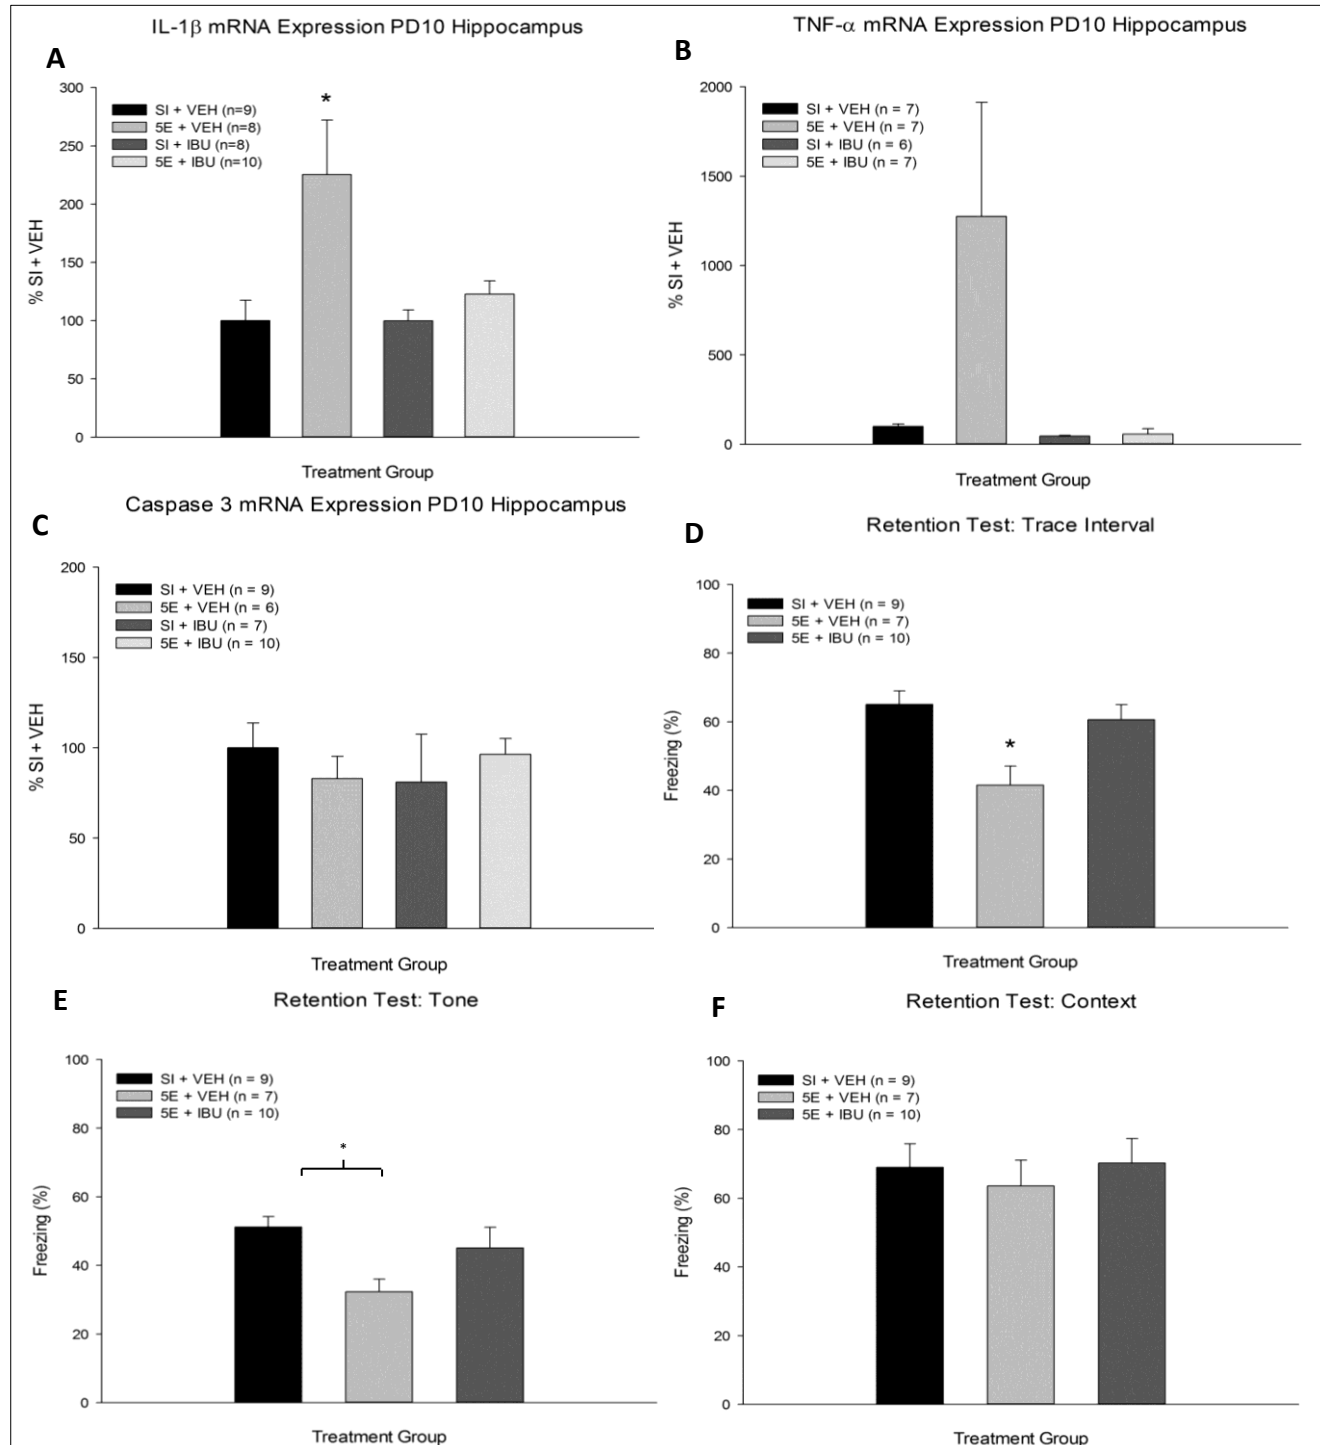 IL-1β mRNA Expression PD10 Hippocampus
A
300
250
200
150
100
50
0
% SI + VEH
*
SI + VEH (n=9)
5E + VEH (n=8)
SI + IBU (n=8)
5E + IBU (n=10)
Treatment Group
TNF-α mRNA Expression PD10 Hippocampus
B
2000
1500
1000
500
0
% SI + VEH
SI + VEH (n = 7)
5E + VEH (n = 7)
SI + IBU (n = 6)
5E + IBU (n = 7)
Treatment Group
Caspase 3 mRNA Expression PD10 Hippocampus
C
200
150
100
50
0
% SI + VEH
SI + VEH (n = 9)
5E + VEH (n = 6)
SI + IBU (n = 7)
5E + IBU (n = 10)
Treatment Group
Retention Test: Trace Interval
D
100
80
60
40
20
0
Freezing (%)
SI + VEH (n = 9)
5E + VEH (n = 7)
5E + IBU (n = 10)
*
Treatment Group
Retention Test: Tone
E
100
80
60
40
20
0
Freezing (%)
SI + VEH (n = 9)
5E + VEH (n = 7)
5E + IBU (n = 10)
*
Treatment Group
Retention Test: Context
F
100
80
60
40
20
0
Freezing (%)
SI + VEH (n = 9)
5E + VEH (n = 7)
5E + IBU (n = 10)
Treatment Group